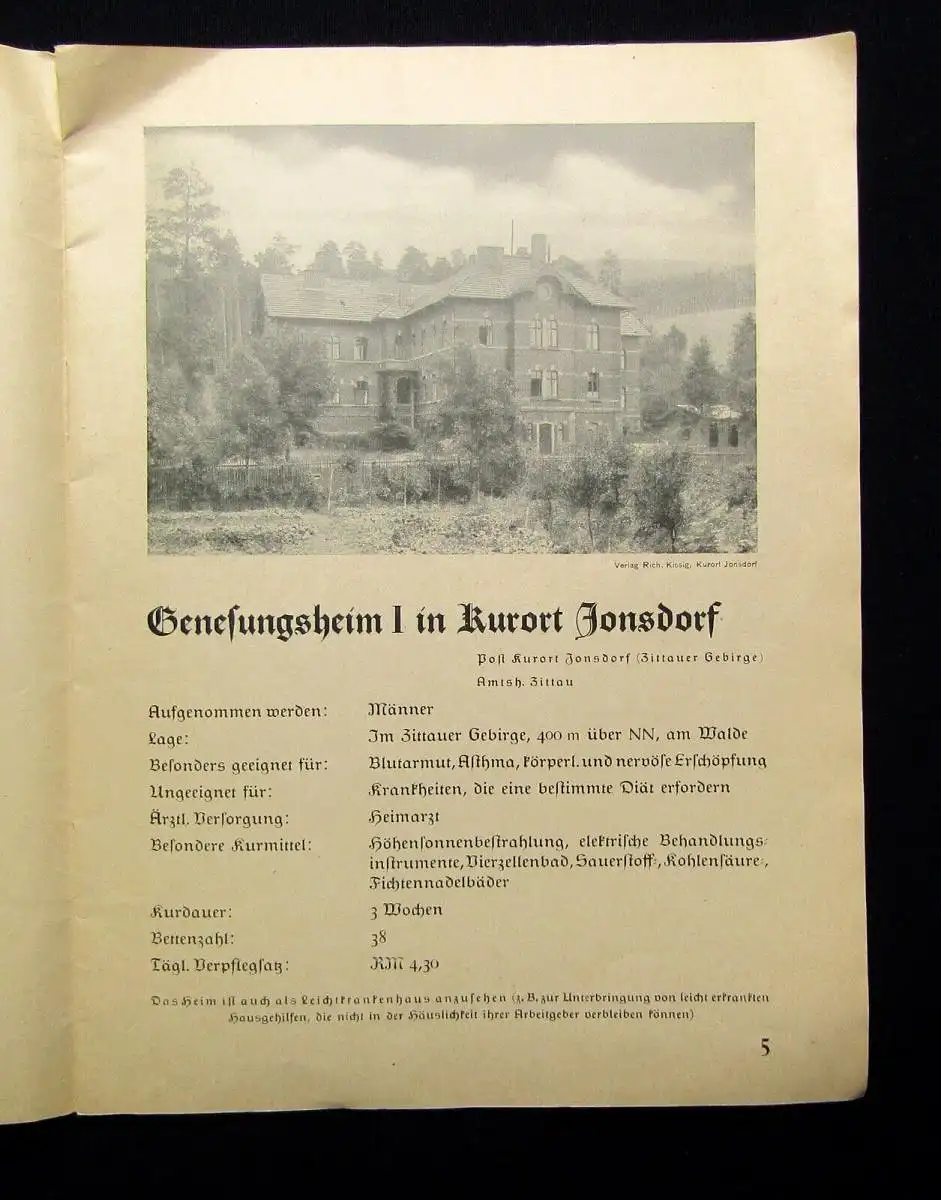 Verlag Rich. Kissig, Kurort Jonsdorf
Geneſungsheim I in Kurort Jonsdorf
Poſt Kurort Jonsdorf (Zittauer Gebirge)
Amtsh. Zittau
Aufgenommen werden: Männer
Lage: Im Zittauer Gebirge, 400 m über NN, am Walde
Beſonders geeignet für: Blutarmut, Aſthma, körperl. und nervöſe Erſchöpfung
Ungeeignet für: Krankheiten, die eine beſtimmte Diät erfordern
Ärztl. Verſorgung: Heimarzt
Beſondere Kurmittel: Höhenſonnenbeſtrahlung, elektriſche Behandlungs⸗
inſtrumente, Vierzellenbad, Sauerſtoff⸗, Kohlenſäure⸗,
Fichtennadelbäder
Kurdauer: 3 Wochen
Bettenzahl: 38
Tägl. Verpflegſatz: RM 4,30
Das Heim iſt auch als Leichtkrankenhaus anzuſehen (z. B. zur Unterbringung von leicht erkrankten
Hausgehilfen, die nicht in der Häuslichkeit ihrer Arbeitgeber verbleiben können)
5